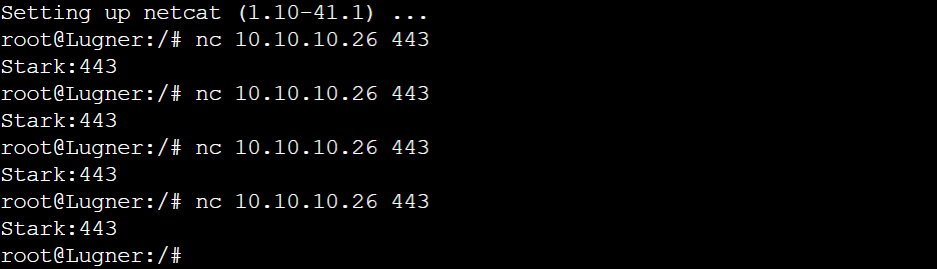 Setting up netcat (1.10-41.1) ...
root@Lugner:/# nc 10.10.10.26 443
Stark:443
root@Lugner:/# nc 10.10.10.26 443
Stark:443
root@Lugner:/# nc 10.10.10.26 443
Stark:443
root@Lugner:/# nc 10.10.10.26 443
Stark:443
root@Lugner:/#